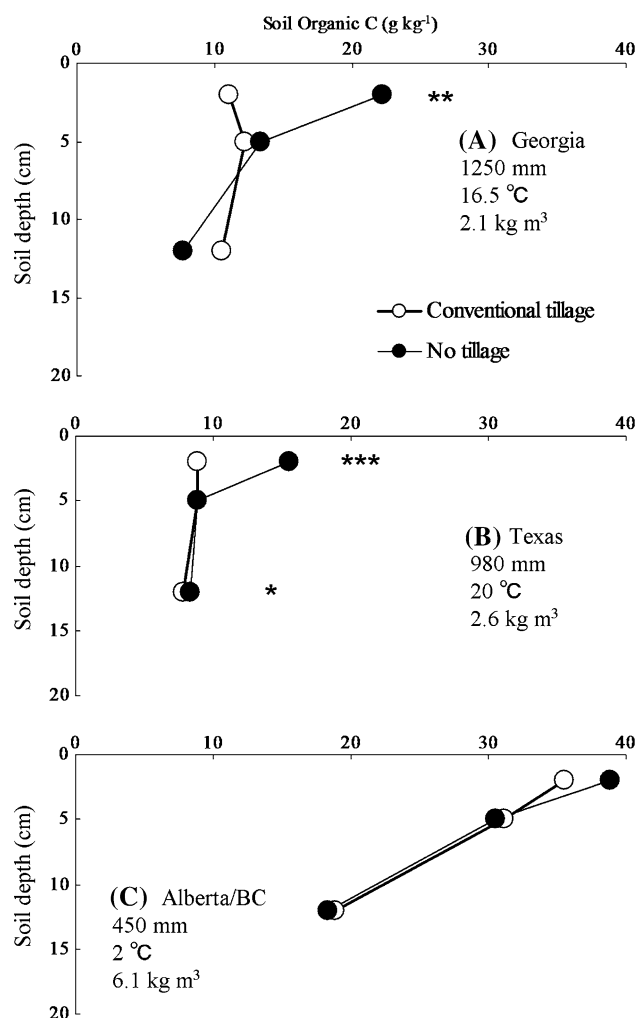 Soil Organic C (g kg⁻¹)
0 10 20 30 40
0
5
10
15
20
Soil depth (cm)
**
(A) Georgia
1250 mm
16.5 ℃
2.1 kg m³
Conventional tillage
No tillage
0 10 20 30 40
0
5
10
15
20
Soil depth (cm)
***
*
(B) Texas
980 mm
20 ℃
2.6 kg m³
0 10 20 30 40
0
5
10
15
20
Soil depth (cm)
(C) Alberta/BC
450 mm
2 ℃
6.1 kg m³